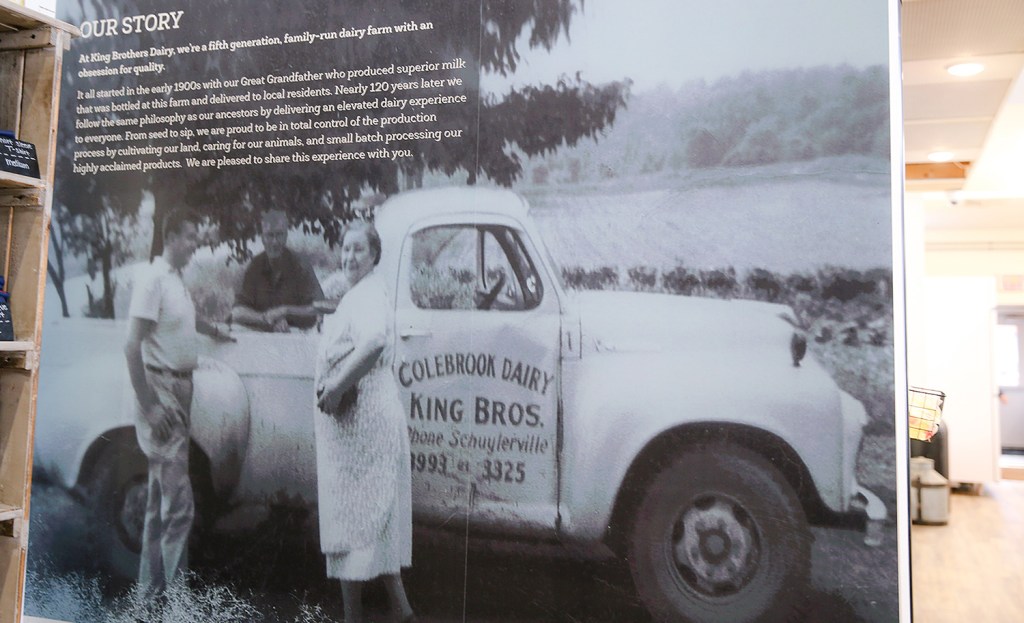 OUR STORY
At King Brothers Dairy, we're a fifth generation, family-run dairy farm with an
obsession for quality.
It all started in the early 1900s with our Great Grandfather who produced superior milk
that was bottled at this farm and delivered to local residents. Nearly 120 years later we
follow the same philosophy as our ancestors by delivering an elevated dairy experience
to everyone. From seed to sip, we are proud to be in total control of the production
process by cultivating our land, caring for our animals, and small batch processing our
highly acclaimed products. We are pleased to share this experience with you.
COLEBROOK DAIRY
KING BROS.
Phone Schuylerville
3993 or 3325
Medium